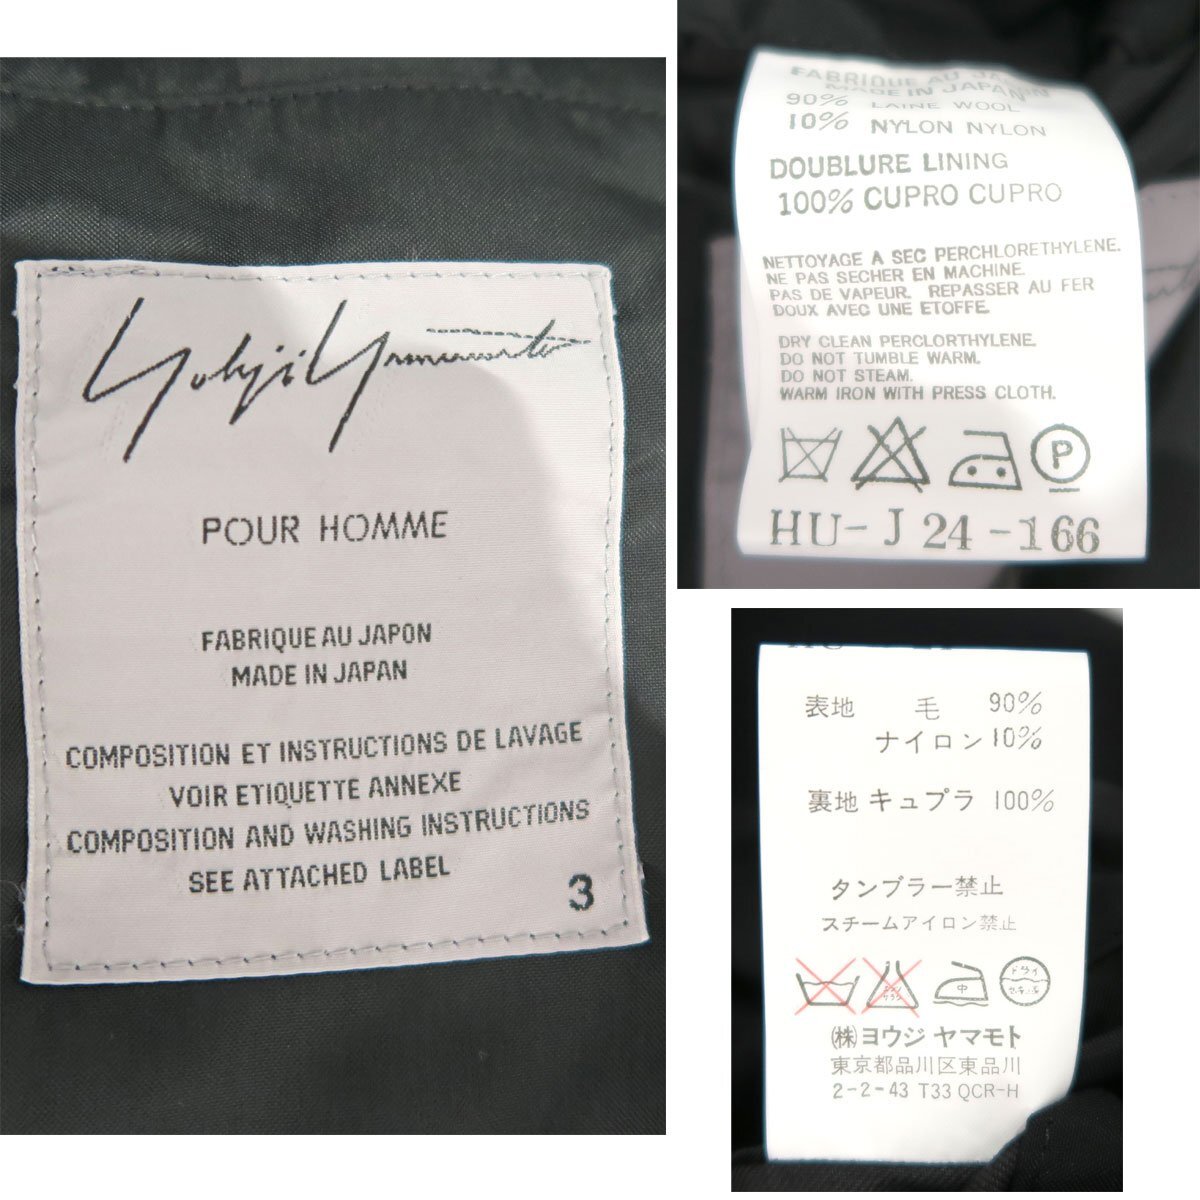 Yohji Yamamoto
POUR HOMME
FABRIQUE AU JAPON
MADE IN JAPAN
COMPOSITION ET INSTRUCTIONS DE LAVAGE
VOIR ETIQUETTE ANNEXE
COMPOSITION AND WASHING INSTRUCTIONS
SEE ATTACHED LABEL
3
FABRIQUE AU JAPON
MADE IN JAPAN
90% LAINE WOOL
10% NYLON NYLON
DOUBLURE LINING
100% CUPRO CUPRO
NETTOYAGE A SEC PERCHLORETHYLENE.
NE PAS SECHER EN MACHINE.
PAS DE VAPEUR. REPASSER AU FER
DOUX AVEC UNE ETOFFE.
DRY CLEAN PERCLORTHYLENE.
DO NOT TUMBLE WARM.
DO NOT STEAM.
WARM IRON WITH PRESS CLOTH.
P
HU-J24-166
表地 毛 90%
ナイロン 10%
裏地 キュプラ 100%
タンブラー禁止
スチームアイロン禁止
中 ドライ
㈱ヨウジ ヤマモト
東京都品川区東品川
2-2-43 T33 QCR-H